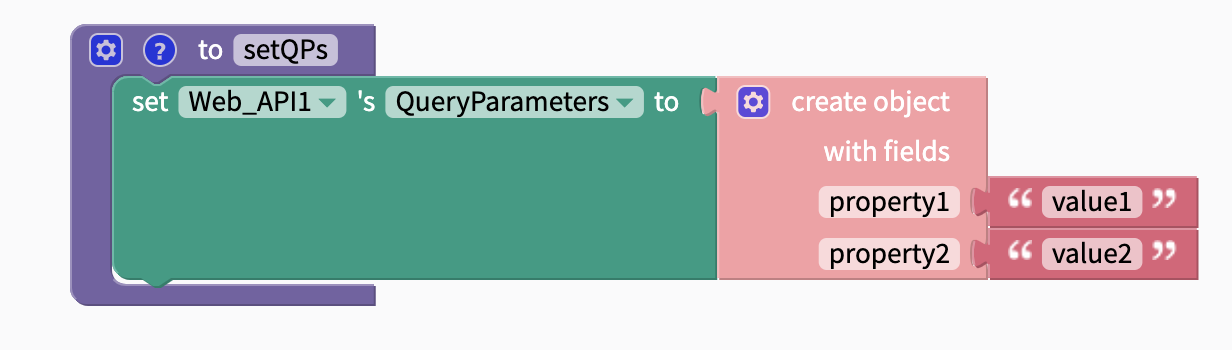 ? to setQPs
set Web_API1 's QueryParameters to create object
with fields
property1 “ value1 ”
property2 “ value2 ”